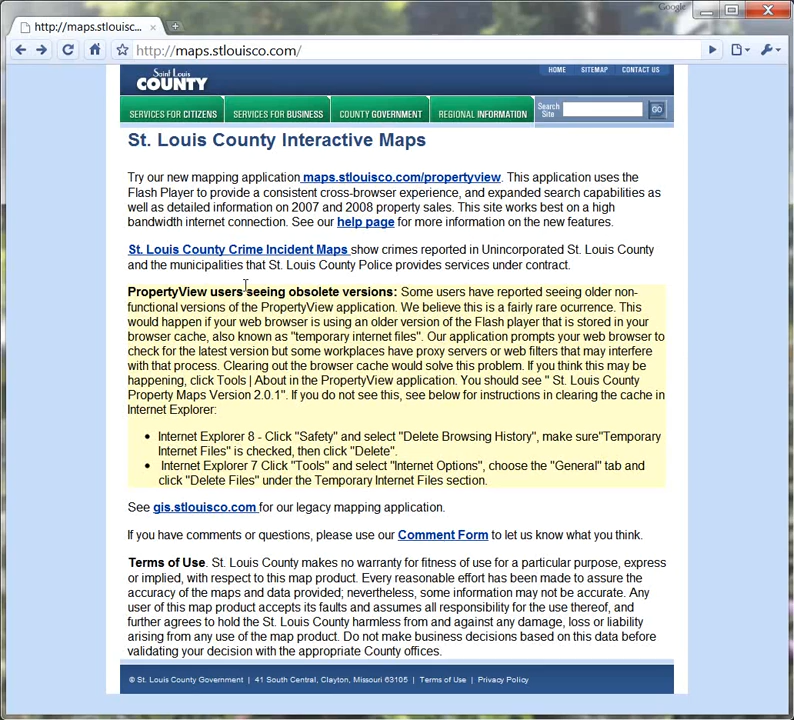 Google
http://maps.stlouisc...
http://maps.stlouisco.com/
HOME SITEMAP CONTACT US
Saint Louis
COUNTY
SERVICES FOR CITIZENS SERVICES FOR BUSINESS COUNTY GOVERNMENT REGIONAL INFORMATION Search Site GO
St. Louis County Interactive Maps
Try our new mapping application maps.stlouisco.com/propertyview. This application uses the
Flash Player to provide a consistent cross-browser experience, and expanded search capabilities as
well as detailed information on 2007 and 2008 property sales. This site works best on a high
bandwidth internet connection. See our help page for more information on the new features.
St. Louis County Crime Incident Maps show crimes reported in Unincorporated St. Louis County
and the municipalities that St. Louis County Police provides services under contract.
PropertyView users seeing obsolete versions: Some users have reported seeing older non-
functional versions of the PropertyView application. We believe this is a fairly rare ocurrence. This
would happen if your web browser is using an older version of the Flash player that is stored in your
browser cache, also known as "temporary internet files". Our application prompts your web browser to
check for the latest version but some workplaces have proxy servers or web filters that may interfere
with that process. Clearing out the browser cache would solve this problem. If you think this may be
happening, click Tools | About in the PropertyView application. You should see " St. Louis County
Property Maps Version 2.0.1". If you do not see this, see below for instructions in clearing the cache in
Internet Explorer:
• Internet Explorer 8 - Click "Safety" and select "Delete Browsing History", make sure"Temporary
Internet Files" is checked, then click "Delete".
• Internet Explorer 7 Click "Tools" and select "Internet Options", choose the "General" tab and
click "Delete Files" under the Temporary Internet Files section.
See gis.stlouisco.com for our legacy mapping application.
If you have comments or questions, please use our Comment Form to let us know what you think.
Terms of Use. St. Louis County makes no warranty for fitness of use for a particular purpose, express
or implied, with respect to this map product. Every reasonable effort has been made to assure the
accuracy of the maps and data provided; nevertheless, some information may not be accurate. Any
user of this map product accepts its faults and assumes all responsibility for the use thereof, and
further agrees to hold the St. Louis County harmless from and against any damage, loss or liability
arising from any use of the map product. Do not make business decisions based on this data before
validating your decision with the appropriate County offices.
© St. Louis County Government | 41 South Central, Clayton, Missouri 63105 | Terms of Use | Privacy Policy